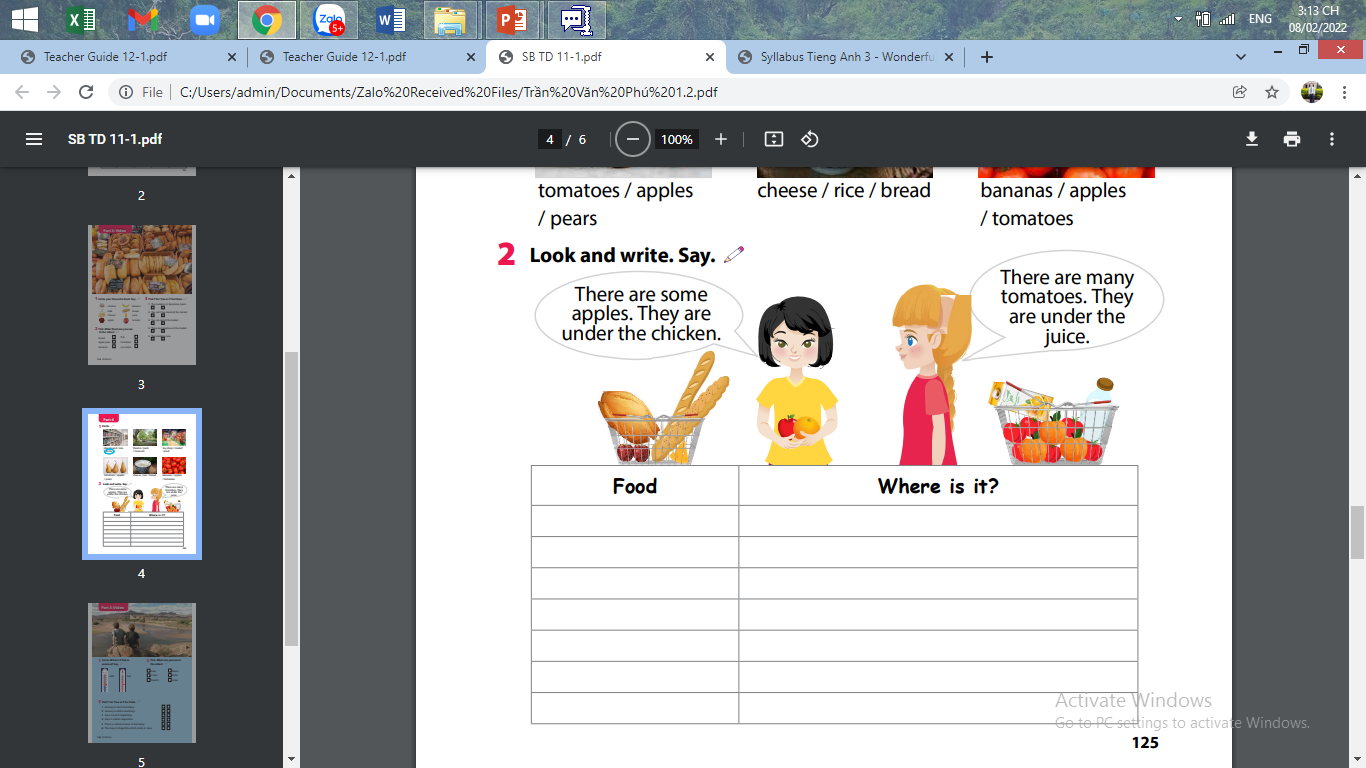 Zalo
5+
ENG
3:13 CH
08/02/2022
Teacher Guide 12-1.pdf
Teacher Guide 12-1.pdf
SB TD 11-1.pdf
Syllabus Tieng Anh 3 - Wonderfu
File
C:/Users/admin/Documents/Zalo%20Received%20Files/Trần%20Văn%20Phú%201.2.pdf
SB TD 11-1.pdf
4 / 6
100%
2
3
4
5
tomatoes / apples
/ pears
cheese / rice / bread
bananas / apples
/ tomatoes
2 Look and write. Say.
There are some
apples. They are
under the chicken.
There are many
tomatoes. They
are under the
juice.
Food
Where is it?
Activate Windows
Go to PC settings to activate Windows.
125